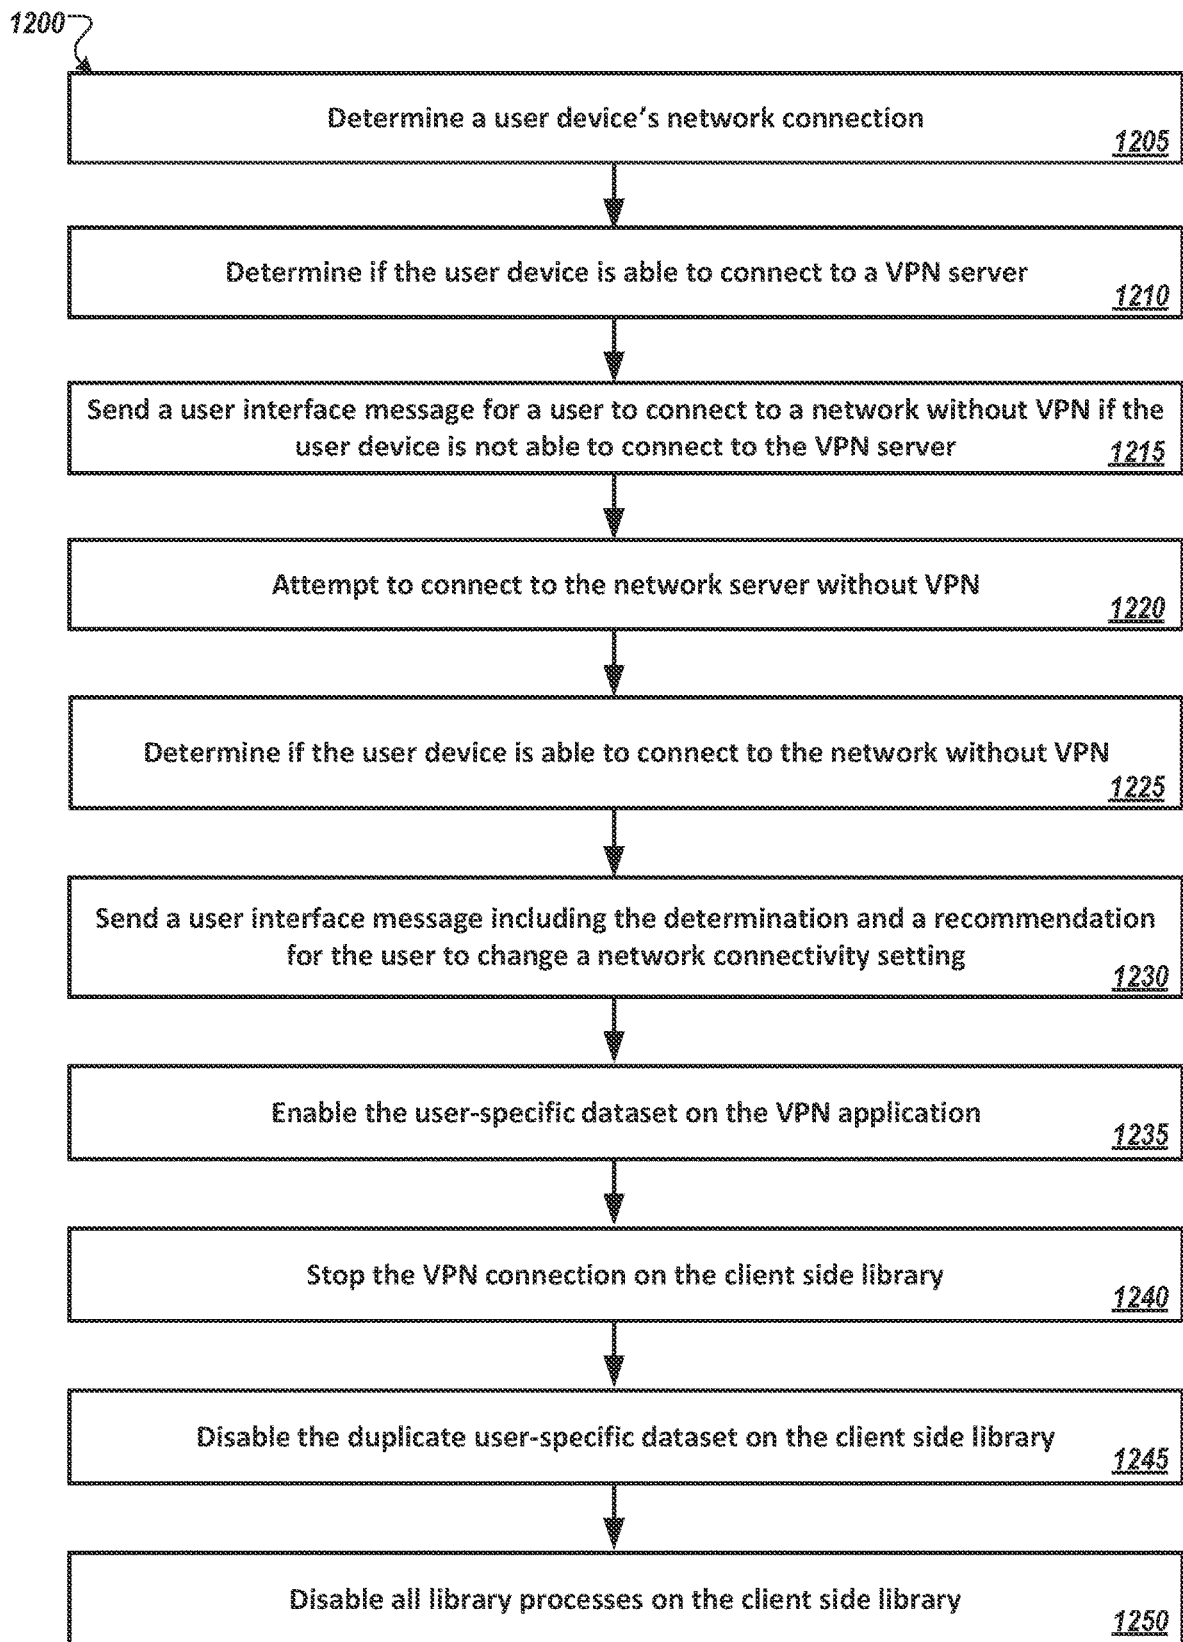 1200
Determine a user device's network connection
1205
Determine if the user device is able to connect to a VPN server
1210
Send a user interface message for a user to connect to a network without VPN if the
user device is not able to connect to the VPN server
1215
Attempt to connect to the network server without VPN
1220
Determine if the user device is able to connect to the network without VPN
1225
Send a user interface message including the determination and a recommendation
for the user to change a network connectivity setting
1230
Enable the user-specific dataset on the VPN application
1235
Stop the VPN connection on the client side library
1240
Disable the duplicate user-specific dataset on the client side library
1245
Disable all library processes on the client side library
1250